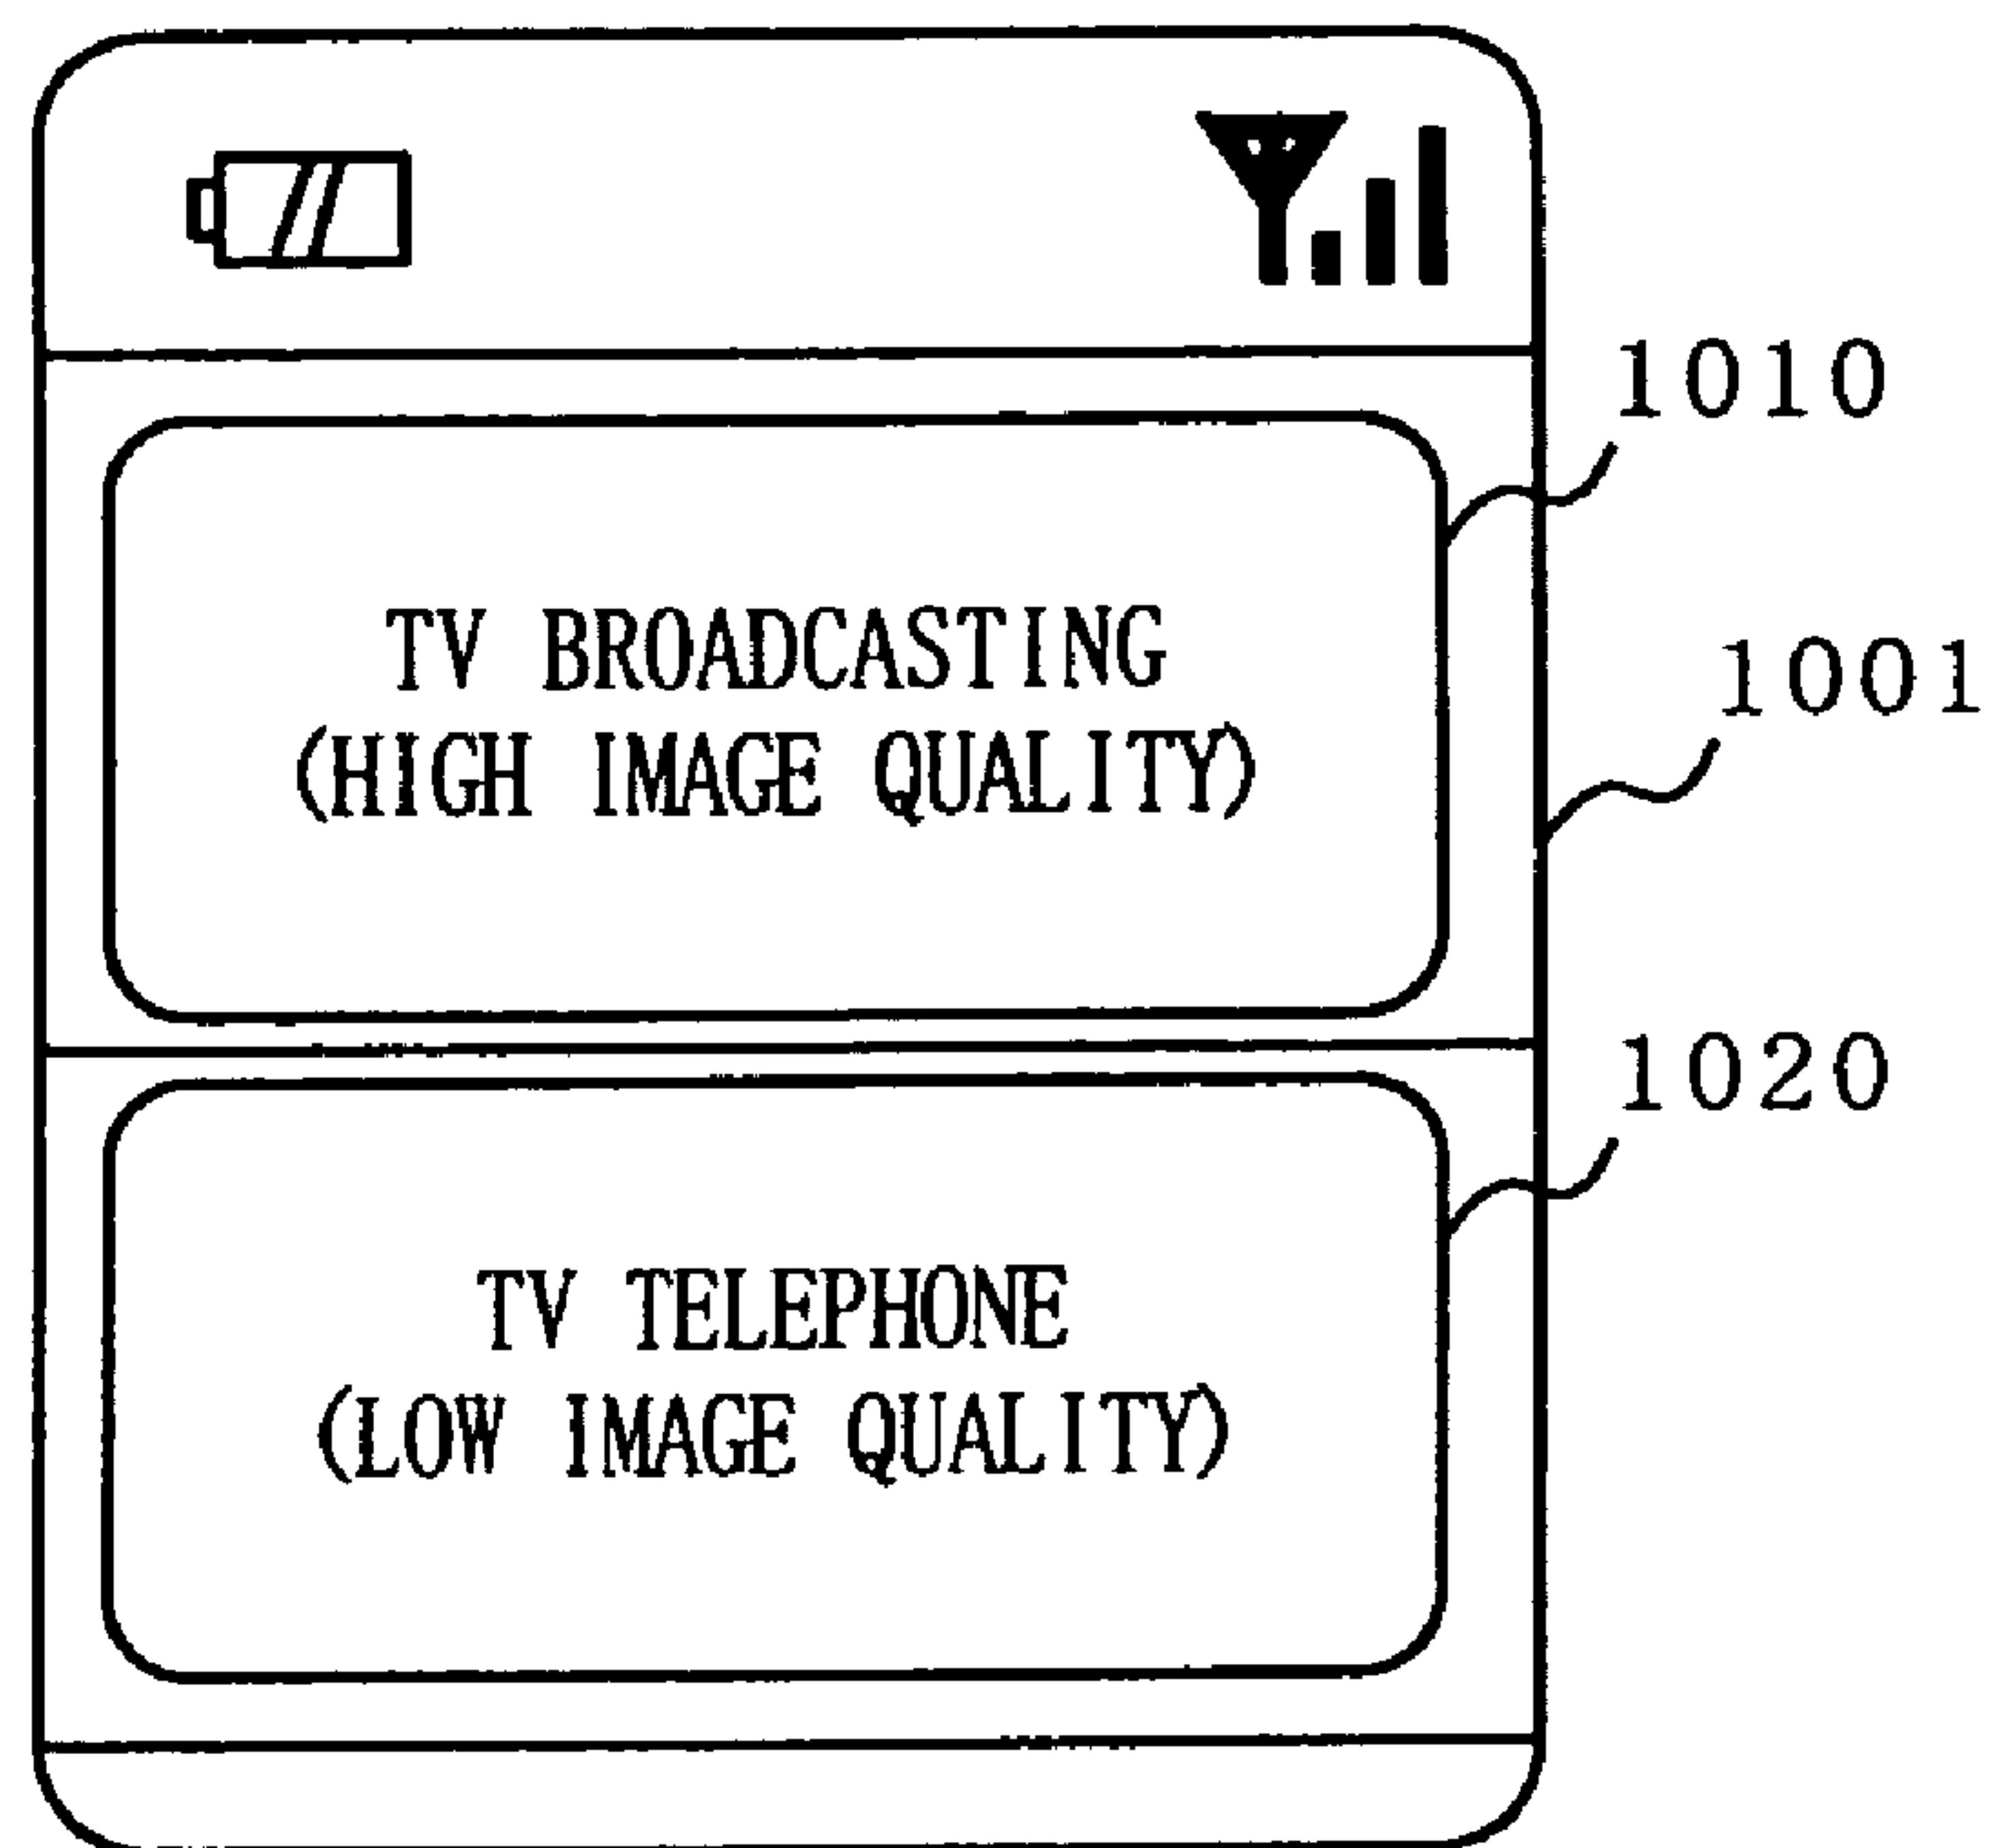 1010
TV BROADCASTING
(HIGH IMAGE QUALITY)
1001
1020
TV TELEPHONE
(LOW IMAGE QUALITY)